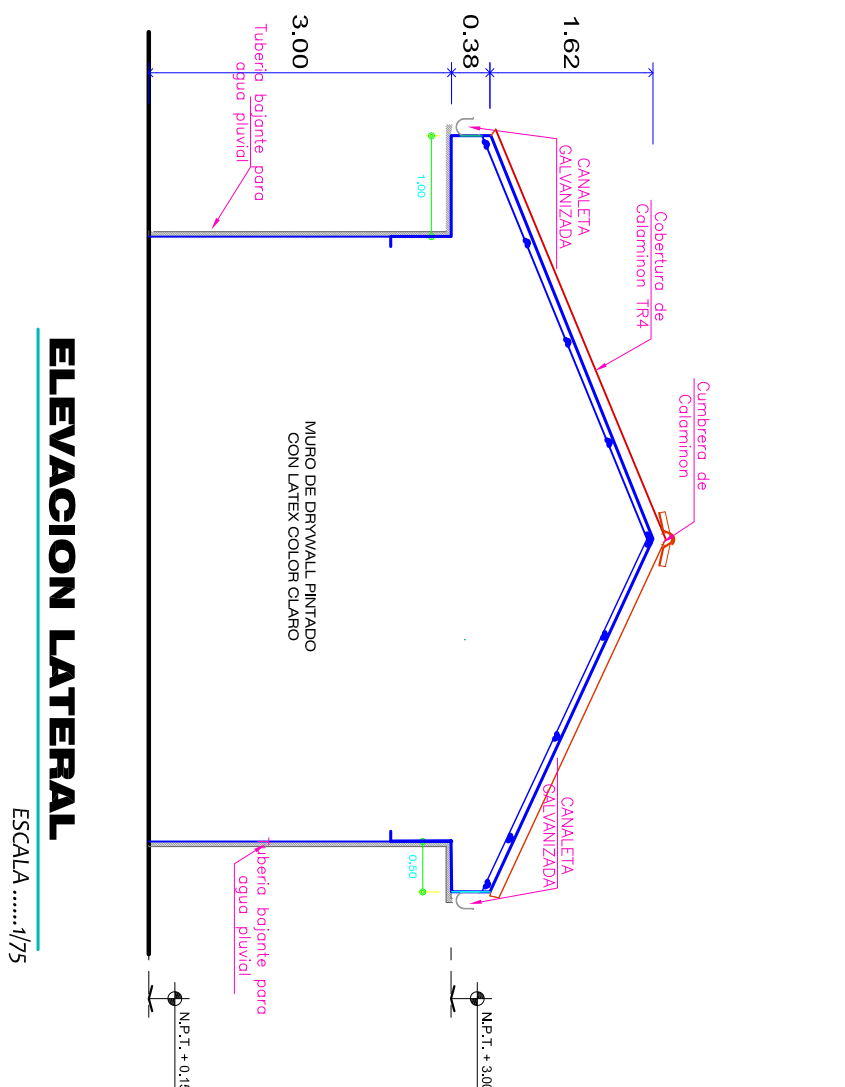 Cumbrera de
Calaminon
Cobertura de
Calaminon TR4
CANALETA
GALVANIZADA
CANALETA
GALVANIZADA
1.62
0.38
3.00
1.00
0.50
N.P.T. + 3.00
MURO DE DRYWALL PINTADO
CON LATEX COLOR CLARO
Tuberia bajante para
agua pluvial
uberia bajante para
agua pluvial
N.P.T. + 0.15
ELEVACION LATERAL
ESCALA ......1/75